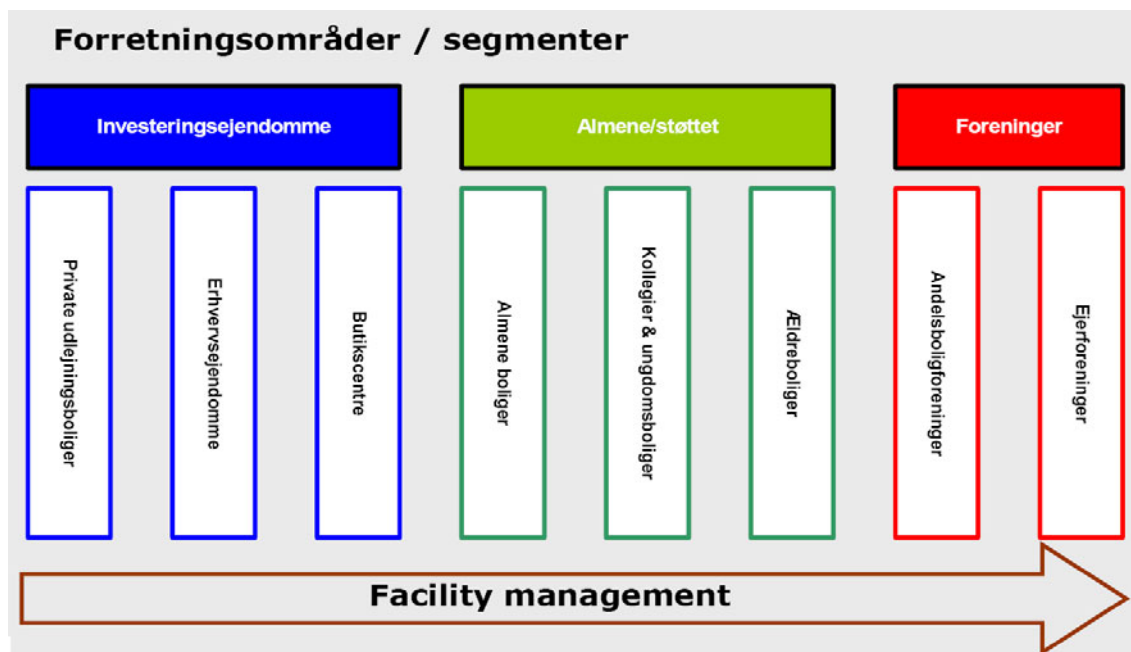 Forretningsområder / segmenter
Investeringsejendomme
Almene/støttet
Foreninger
Private udlejningsboliger
Erhvervsejendomme
Butikscentre
Almene boliger
Kollegier & ungdomsboliger
Ældreboliger
Andelsboligforeninger
Ejerforeninger
Facility management